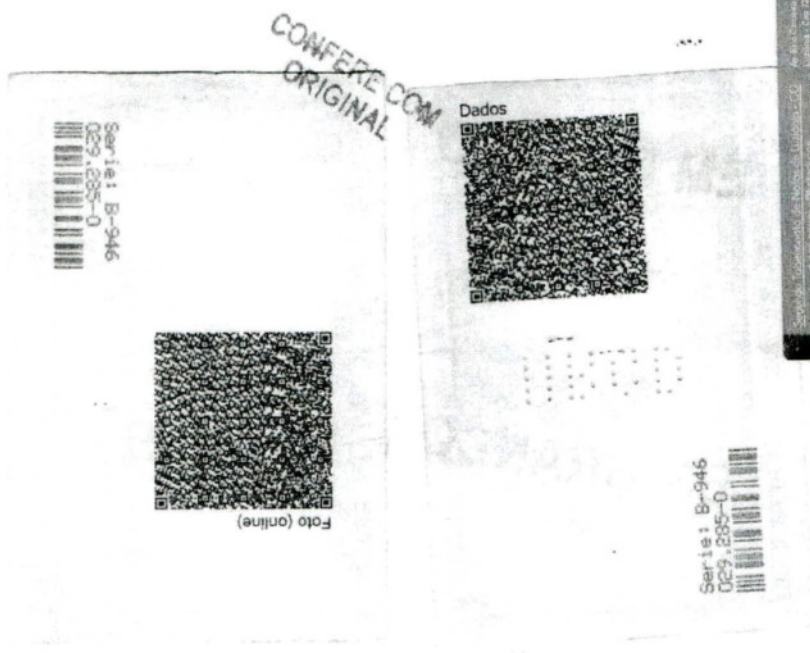 CONFERE COM
ORIGINAL
Serie: B-946
029.285-0
Foto (online)
Dados
Serie: B-946
029.285-0